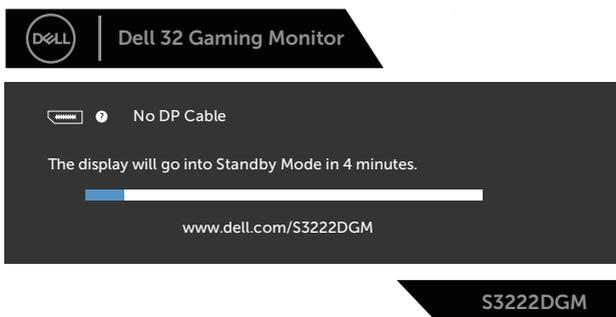 DELL
Dell 32 Gaming Monitor
? No DP Cable
The display will go into Standby Mode in 4 minutes.
www.dell.com/S3222DGM
S3222DGM